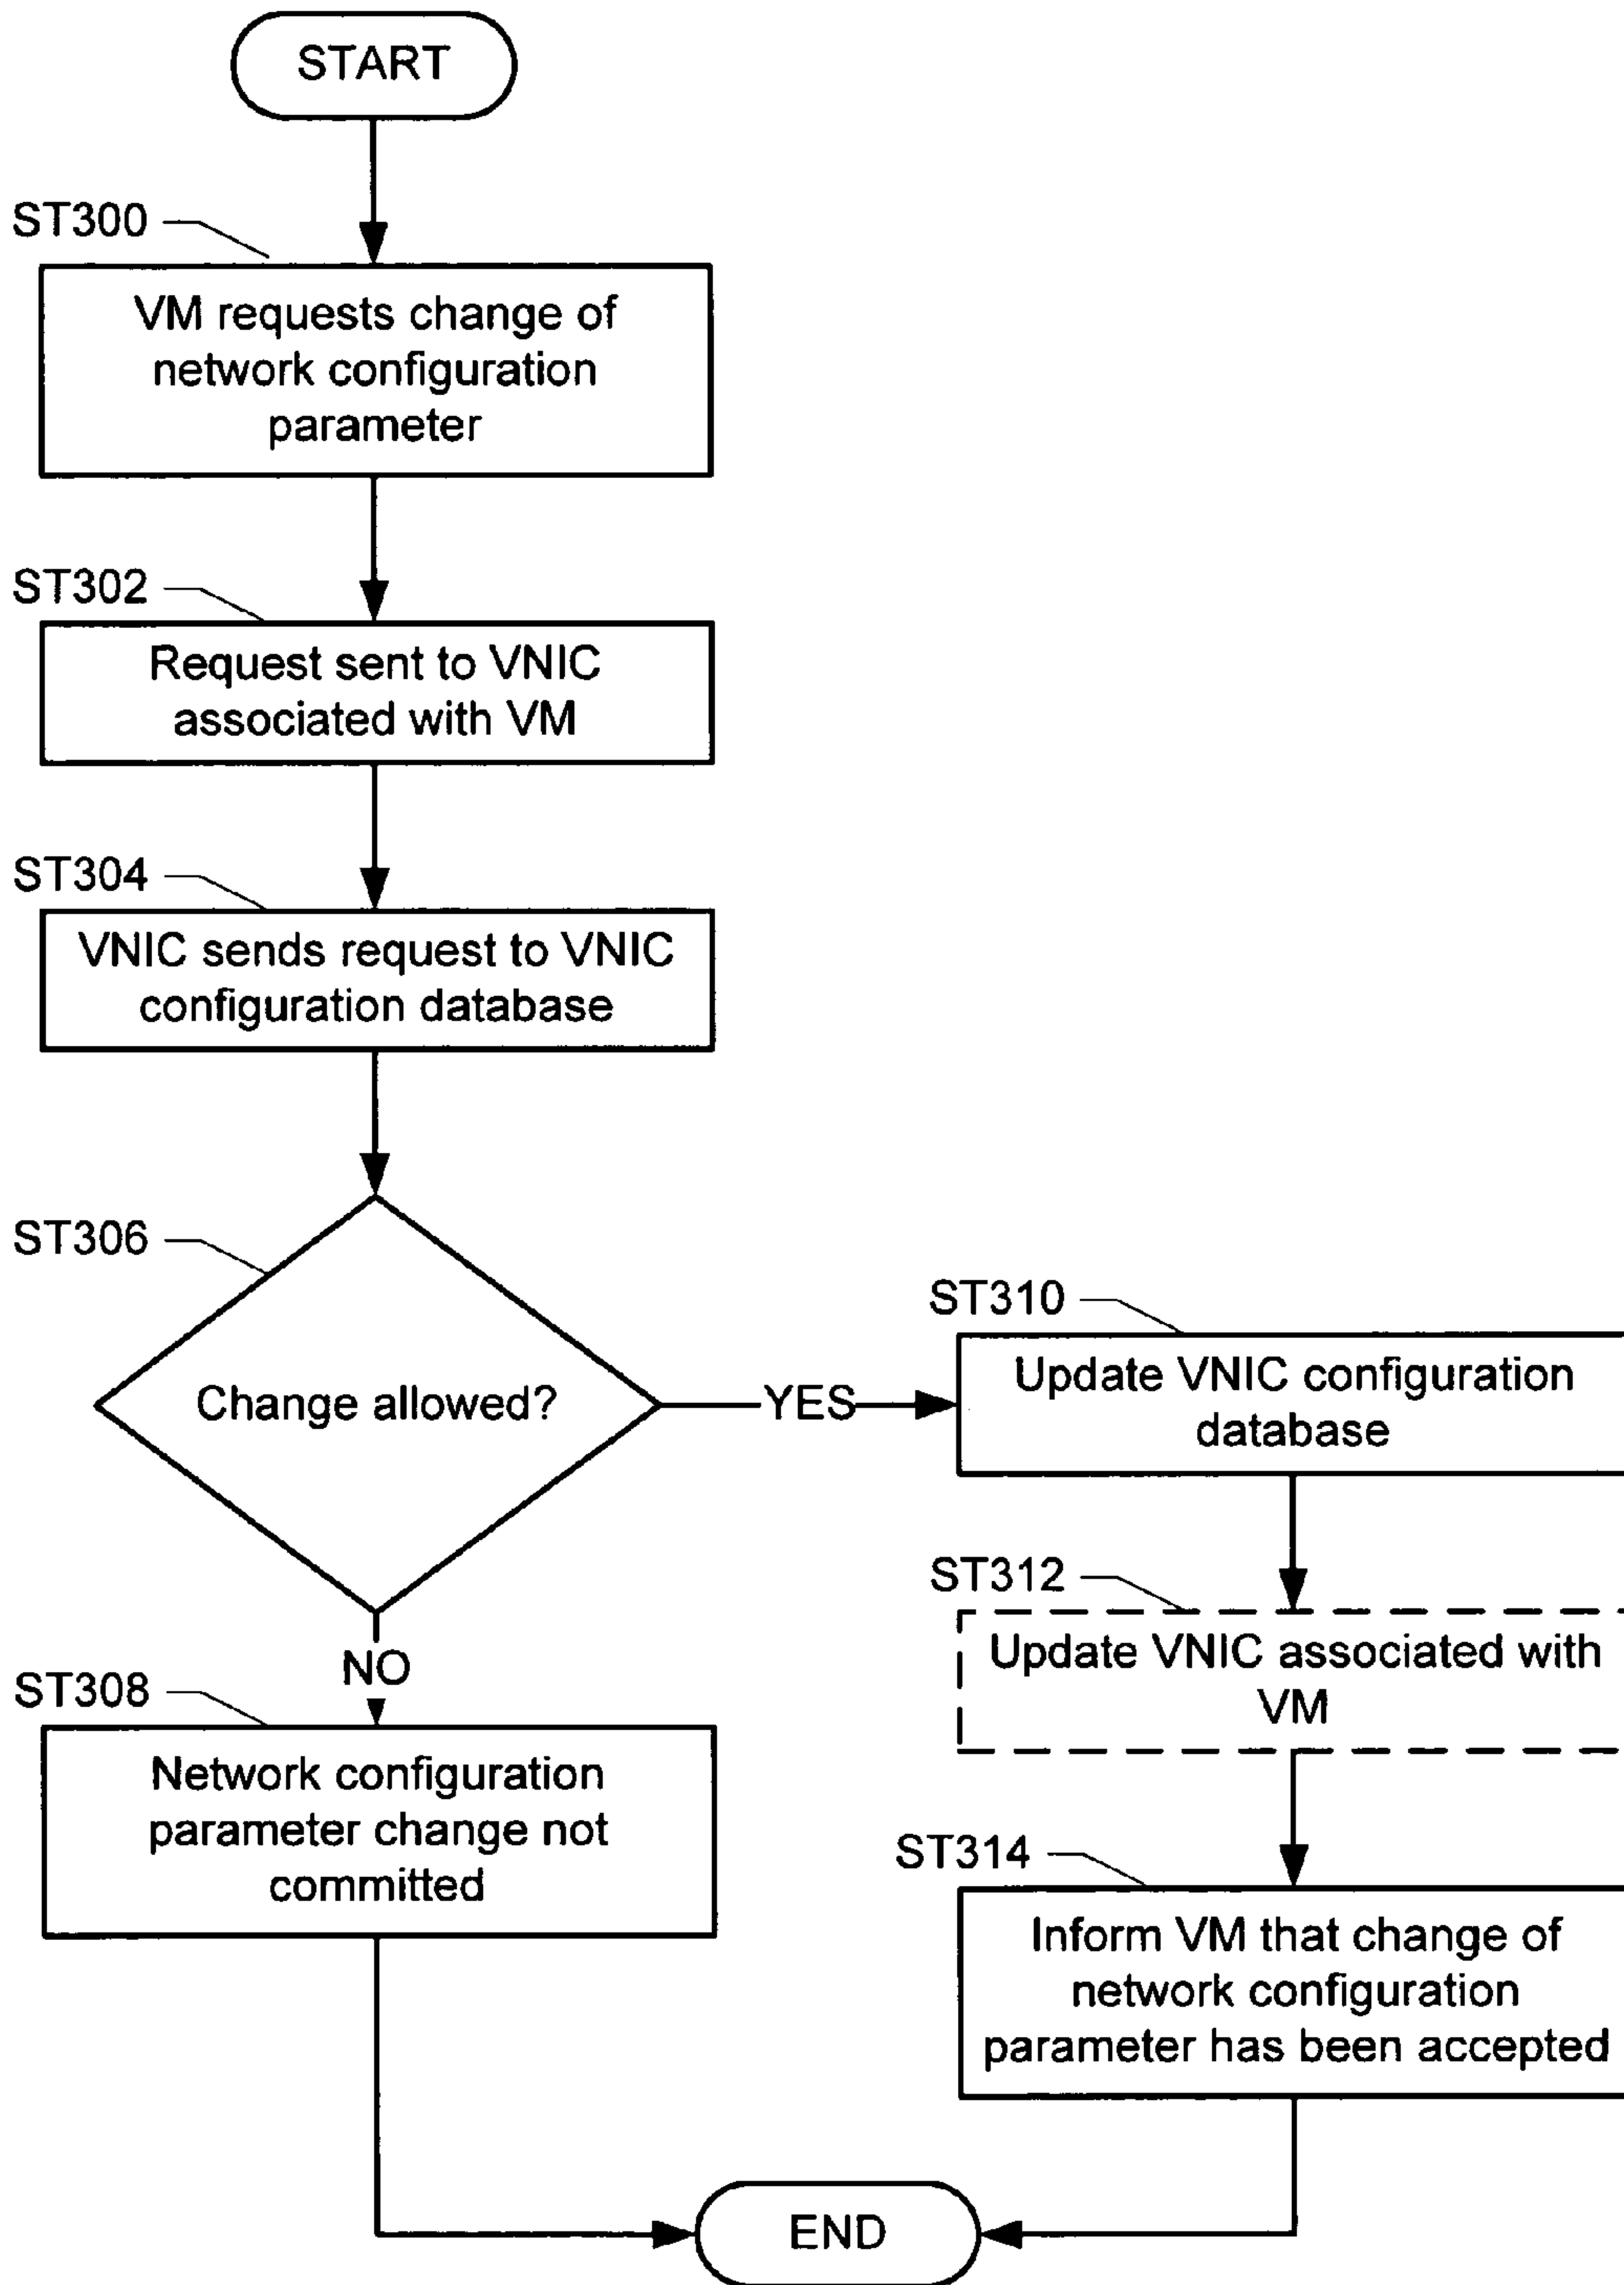 START
ST300
VM requests change of
network configuration
parameter
ST302
Request sent to VNIC
associated with VM
ST304
VNIC sends request to VNIC
configuration database
ST306
Change allowed?
YES
ST310
Update VNIC configuration
database
ST312
Update VNIC associated with
VM
NO
ST308
Network configuration
parameter change not
committed
ST314
Inform VM that change of
network configuration
parameter has been accepted
END